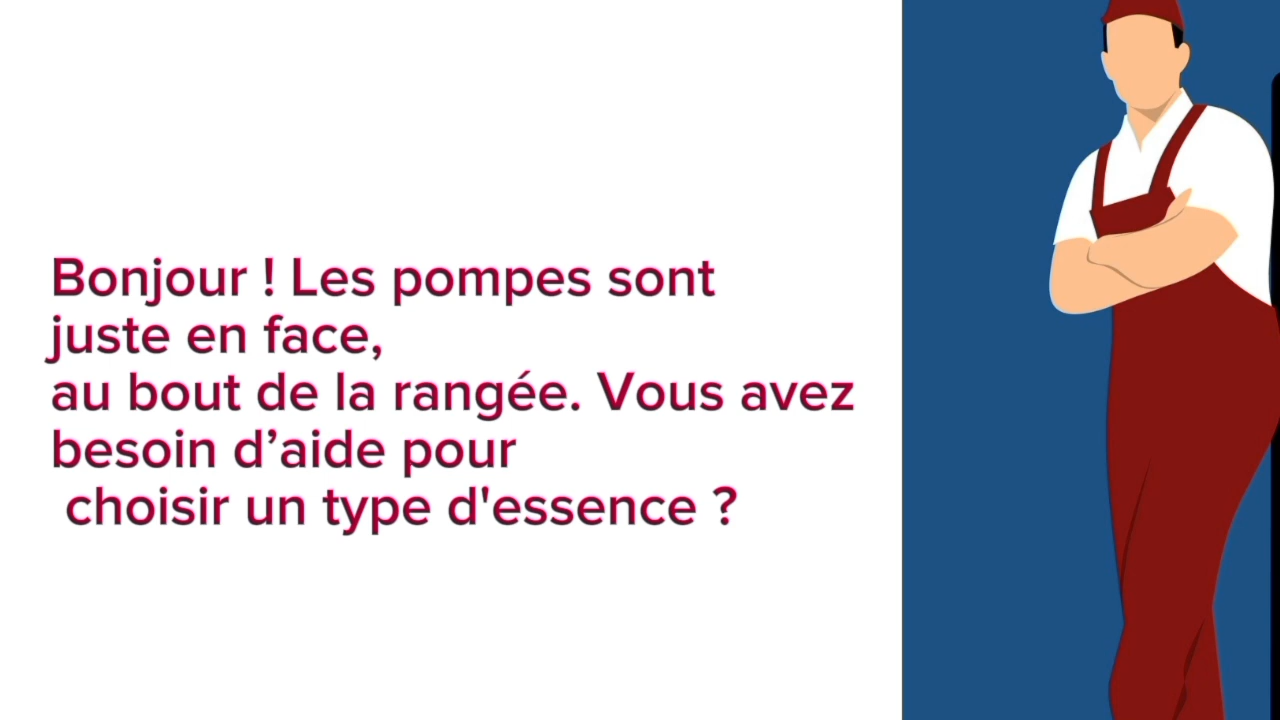 Bonjour ! Les pompes sont
juste en face,
au bout de la rangée. Vous avez
besoin d’aide pour
choisir un type d'essence ?